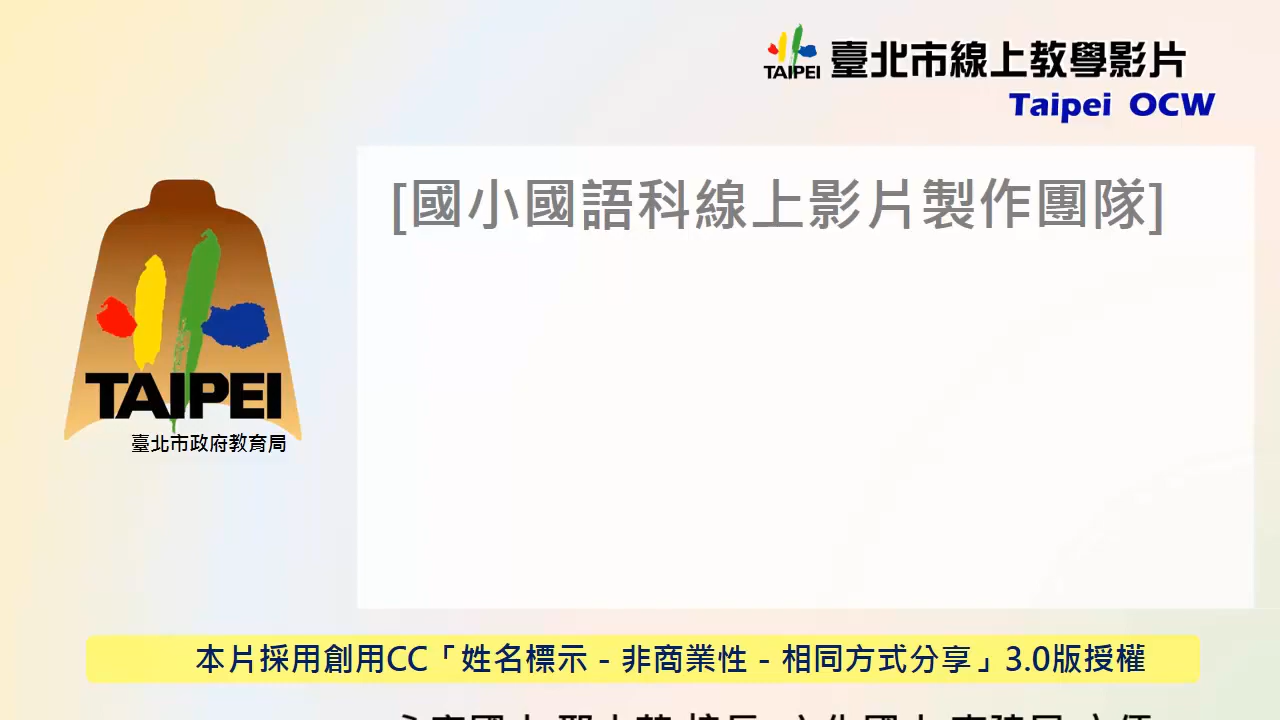 TAIPEI 臺北市線上教學影片
Taipei OCW
[國小國語科線上影片製作團隊]
TAIPEI
臺北市政府教育局
本片採用創用CC「姓名標示－非商業性－相同方式分享」3.0版授權